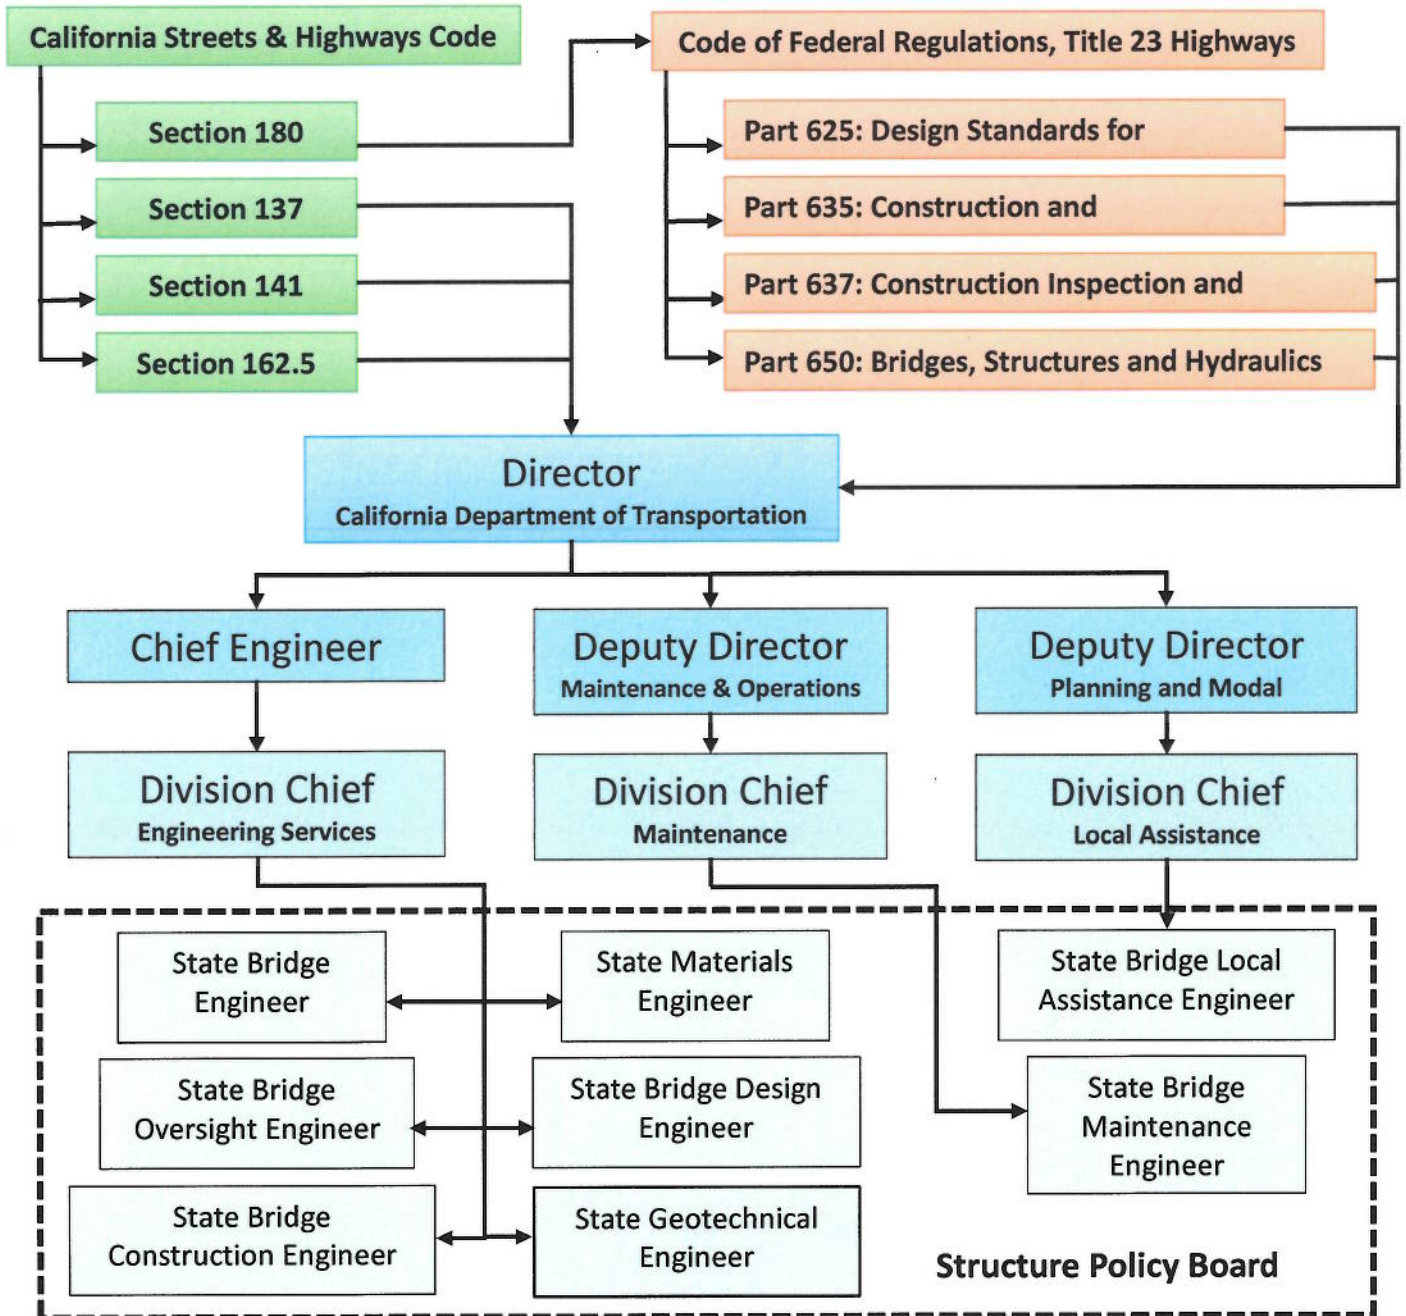 California Streets & Highways Code
Section 180
Section 137
Section 141
Section 162.5
Code of Federal Regulations, Title 23 Highways
Part 625: Design Standards for
Part 635: Construction and
Part 637: Construction Inspection and
Part 650: Bridges, Structures and Hydraulics
Director
California Department of Transportation
Chief Engineer
Deputy Director
Maintenance & Operations
Deputy Director
Planning and Modal
Division Chief
Engineering Services
Division Chief
Maintenance
Division Chief
Local Assistance
State Bridge
Engineer
State Materials
Engineer
State Bridge Local
Assistance Engineer
State Bridge
Oversight Engineer
State Bridge Design
Engineer
State Bridge
Maintenance
Engineer
State Bridge
Construction Engineer
State Geotechnical
Engineer
Structure Policy Board